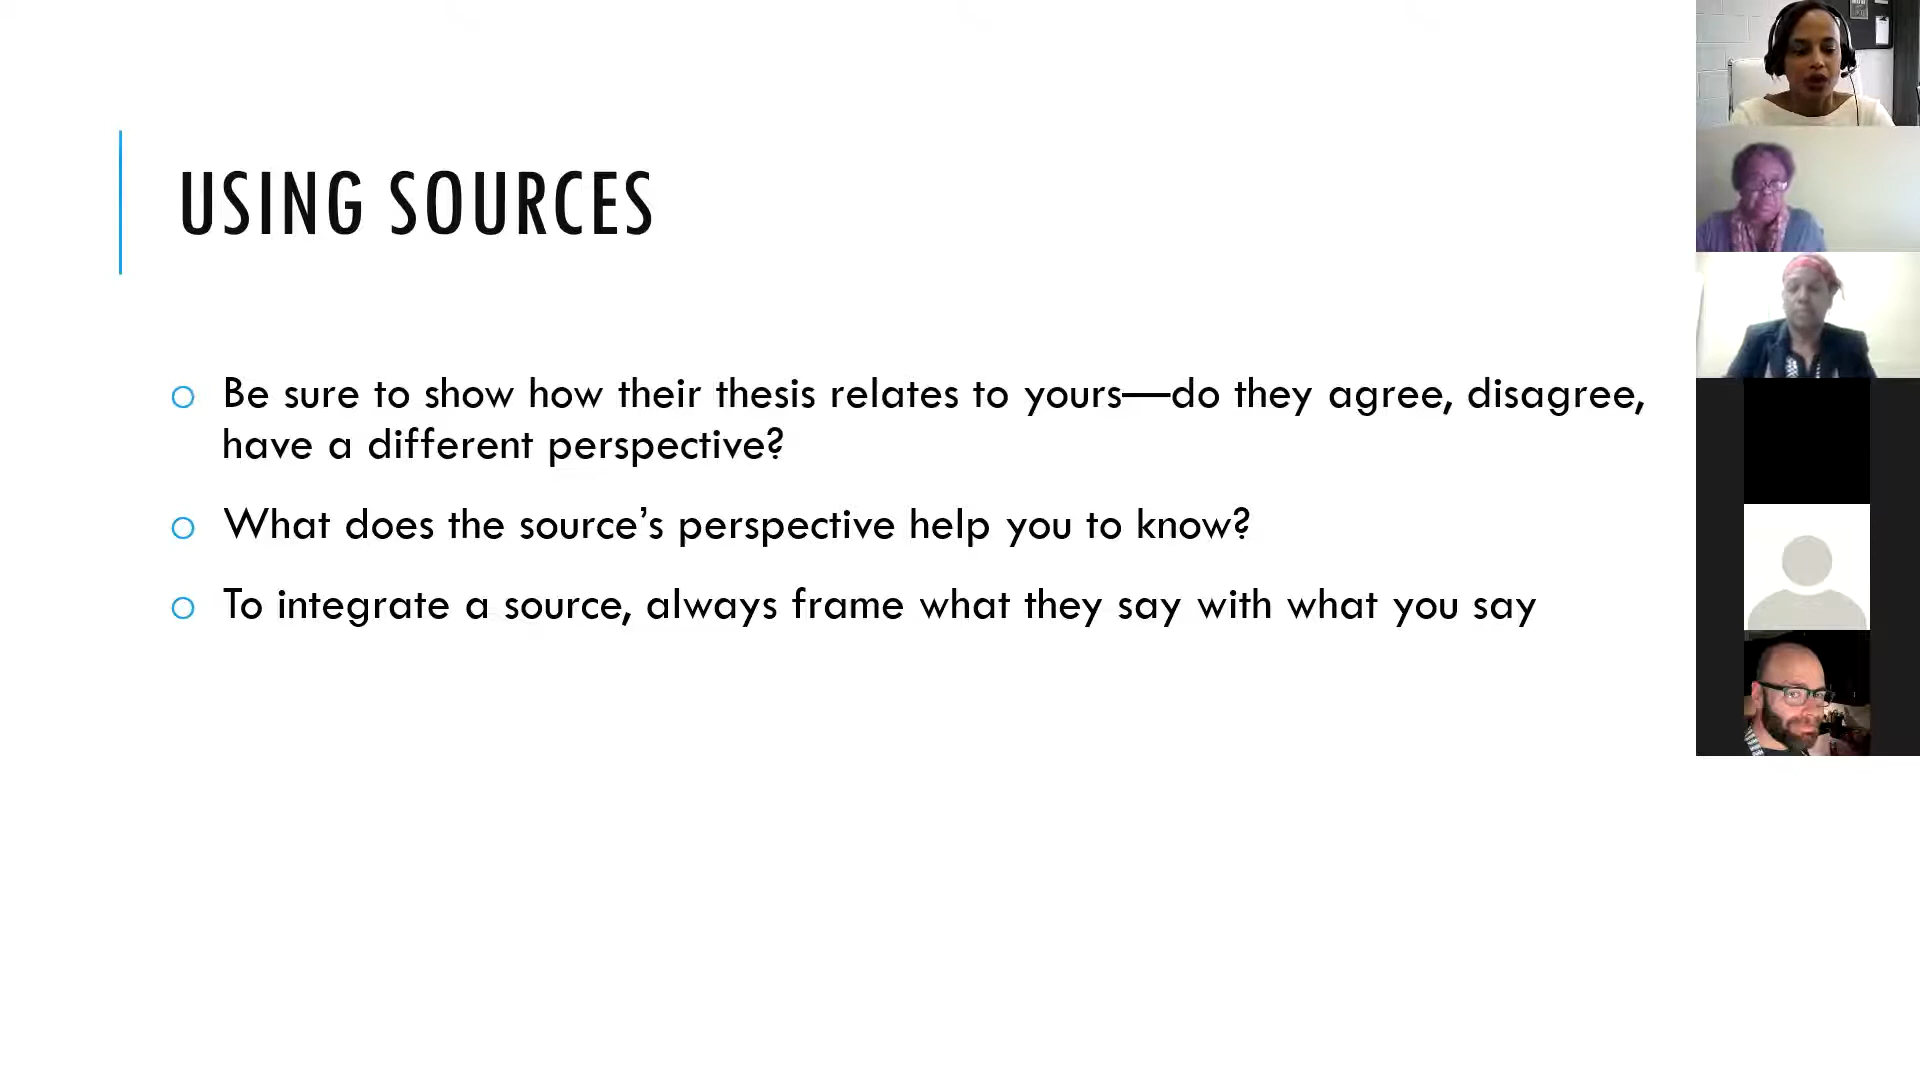 USING SOURCES
Be sure to show how their thesis relates to yours—do they agree, disagree,
have a different perspective?
What does the source’s perspective help you to know?
To integrate a source, always frame what they say with what you say